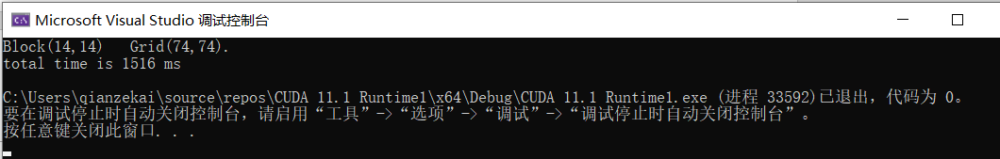 Microsoft Visual Studio 调试控制台
Block(14,14)   Grid(74,74).
total time is 1516 ms
C:\Users\qianzekai\source\repos\CUDA 11.1 Runtime1\x64\Debug\CUDA 11.1 Runtime1.exe (进程 33592)已退出，代码为 0。
要在调试停止时自动关闭控制台，请启用“工具”->“选项”->“调试”->“调试停止时自动关闭控制台”。
按任意键关闭此窗口. . .